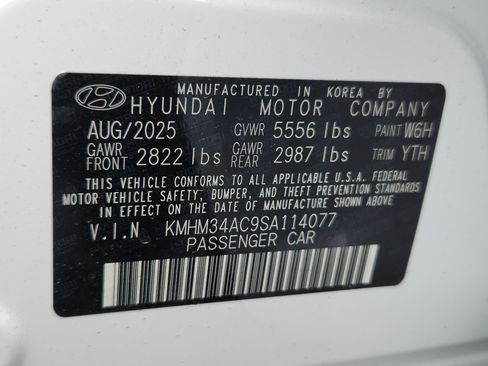 MANUFACTURED IN KOREA BY
HYUNDAI MOTOR COMPANY
AUG/2025 GVWR 5556 lbs PAINT W6H
GAWR FRONT 2822 lbs GAWR REAR 2987 lbs TRIM YTH
THIS VEHICLE CONFORMS TO ALL APPLICABLE U.S.A. FEDERAL
MOTOR VEHICLE SAFETY, BUMPER, AND THEFT PREVENTION STANDARDS
IN EFFECT ON THE DATE OF MANUFACTURE SHOWN ABOVE.
V.I.N KMHM34AC9SA114077
PASSENGER CAR